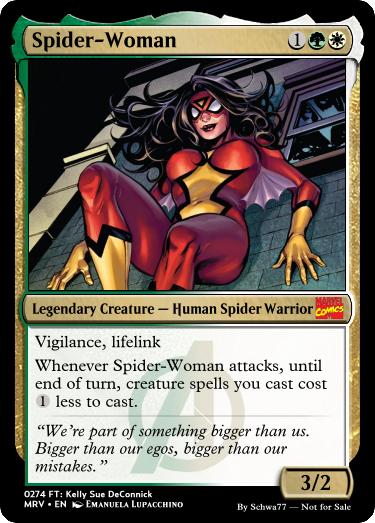 Spider-Woman 1
Legendary Creature — Human Spider Warrior MARVEL COMICS
Vigilance, lifelink
Whenever Spider-Woman attacks, until
end of turn, creature spells you cast cost
1 less to cast.
“We’re part of something bigger than us.
Bigger than our egos, bigger than our
mistakes.”
3/2
0274 FT: Kelly Sue DeConnick
MRV • EN Emanuela Lupacchino
By Schwa77 — Not for Sale